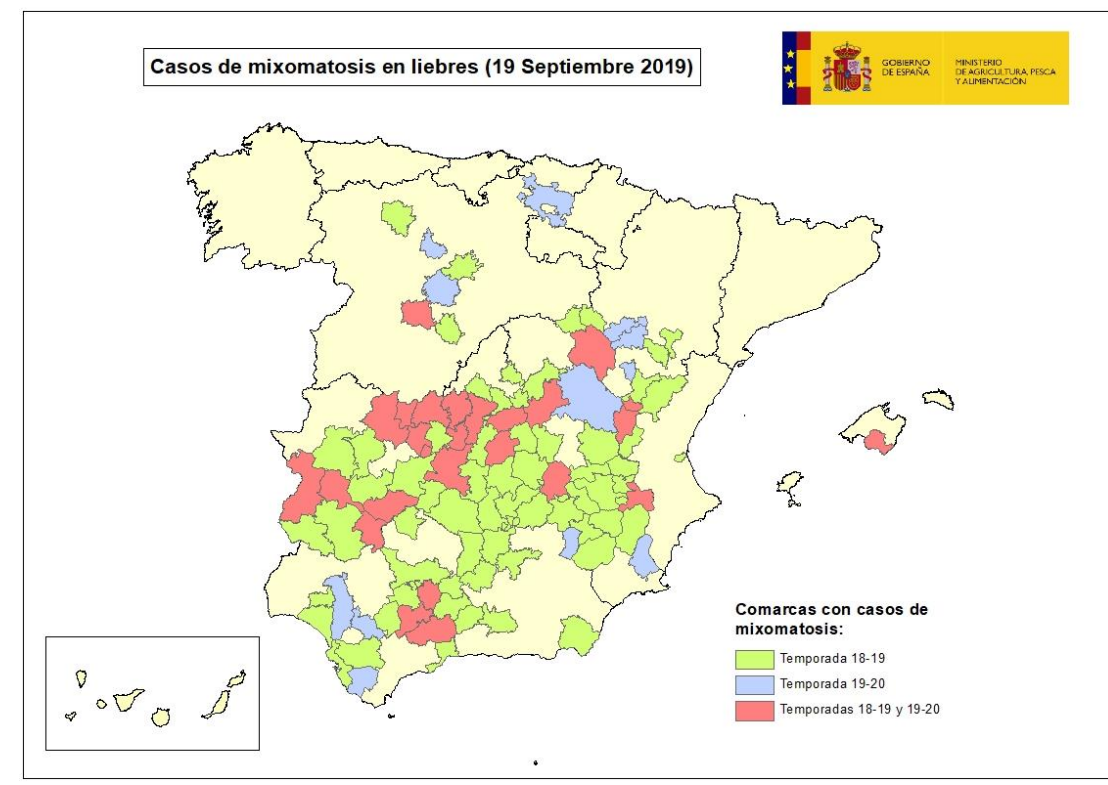 Casos de mixomatosis en liebres (19 Septiembre 2019)
GOBIERNO
DE ESPAÑA
MINISTERIO
DE AGRICULTURA, PESCA
Y ALIMENTACIÓN
Comarcas con casos de
mixomatosis:
Temporada 18-19
Temporada 19-20
Temporadas 18-19 y 19-20